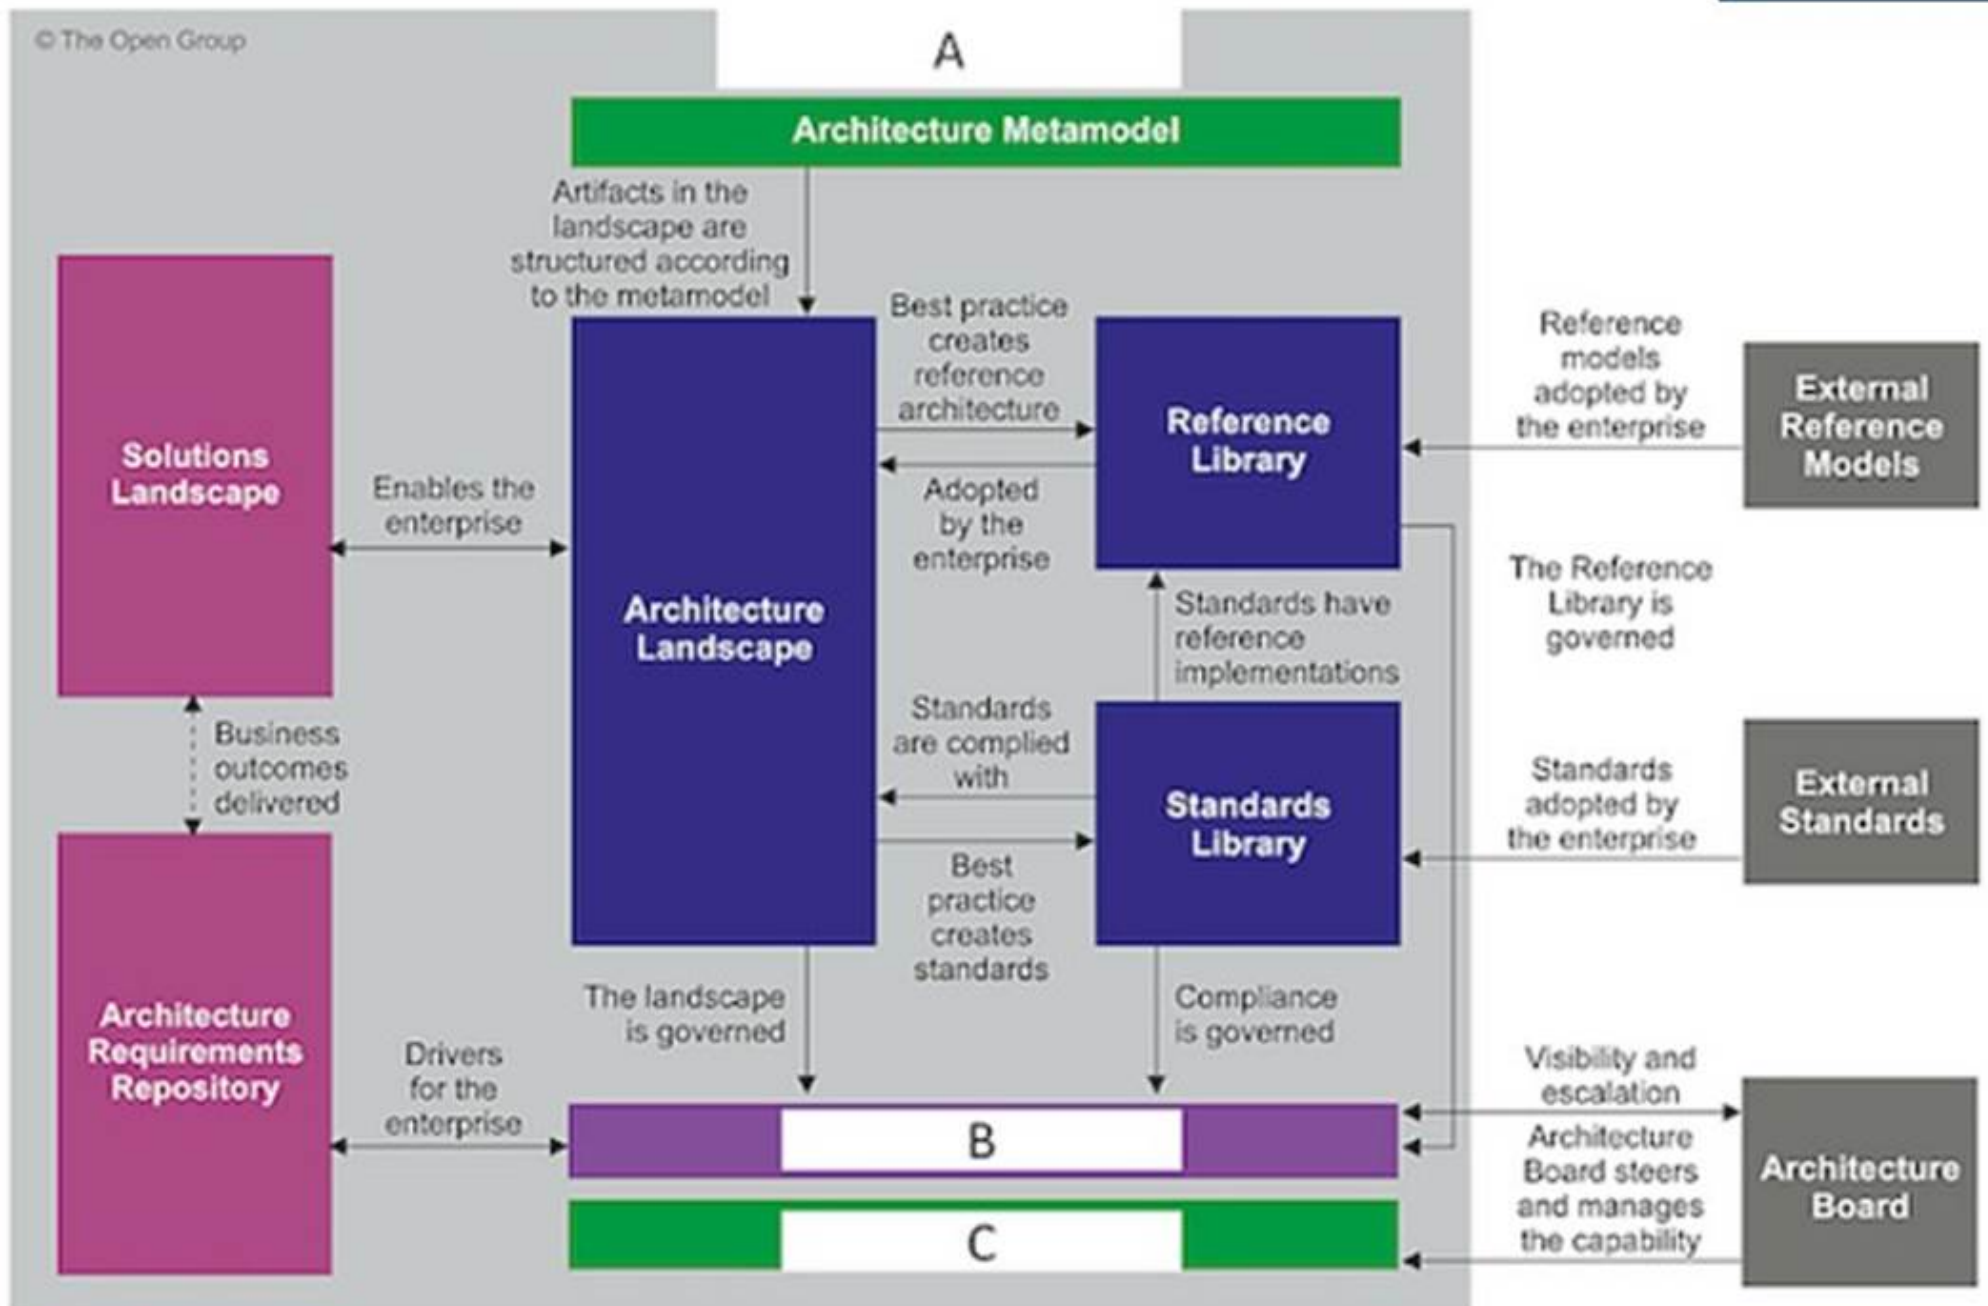 © The Open Group
A
Architecture Metamodel
Artifacts in the
landscape are
structured according
to the metamodel
Best practice
creates
reference
architecture
Reference
models
adopted by
the enterprise
External
Reference
Models
Reference
Library
Solutions
Landscape
Enables the
enterprise
Adopted
by the
enterprise
The Reference
Library is
governed
Architecture
Landscape
Standards have
reference
implementations
Business
outcomes
delivered
Standards
are complied
with
Standards
Library
Standards
adopted by
the enterprise
External
Standards
Best
practice
creates
standards
The landscape
is governed
Compliance
is governed
Architecture
Requirements
Repository
Drivers
for the
enterprise
B
C
Visibility and
escalation
Architecture
Board steers
and manages
the capability
Architecture
Board